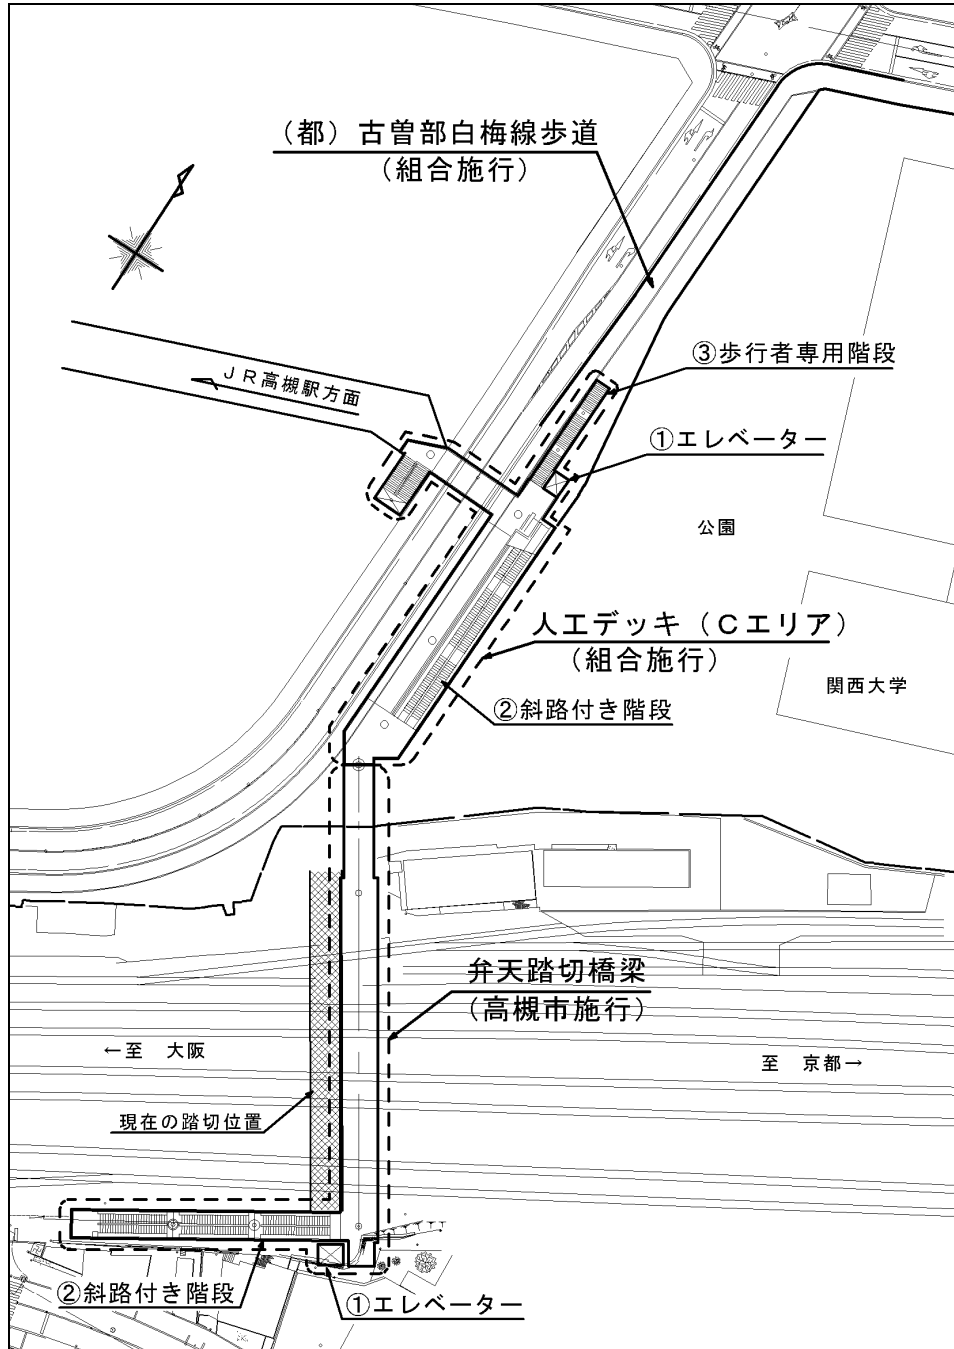 （都）古曽部白梅線歩道
（組合施行）
③歩行者専用階段
ＪＲ高槻駅方面
①エレベーター
公園
人工デッキ（Ｃエリア）
（組合施行）
関西大学
②斜路付き階段
弁天踏切橋梁
（高槻市施行）
←至　大阪
至　京都→
現在の踏切位置
②斜路付き階段
①エレベーター